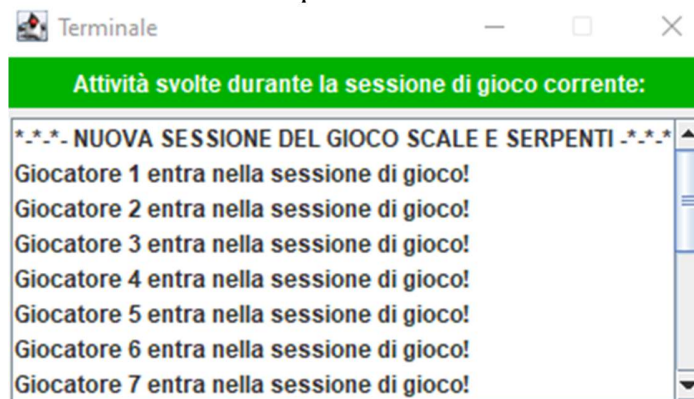 Terminale
Attività svolte durante la sessione di gioco corrente:
*-*-*- NUOVA SESSIONE DEL GIOCO SCALE E SERPENTI -*-*-*
Giocatore 1 entra nella sessione di gioco!
Giocatore 2 entra nella sessione di gioco!
Giocatore 3 entra nella sessione di gioco!
Giocatore 4 entra nella sessione di gioco!
Giocatore 5 entra nella sessione di gioco!
Giocatore 6 entra nella sessione di gioco!
Giocatore 7 entra nella sessione di gioco!